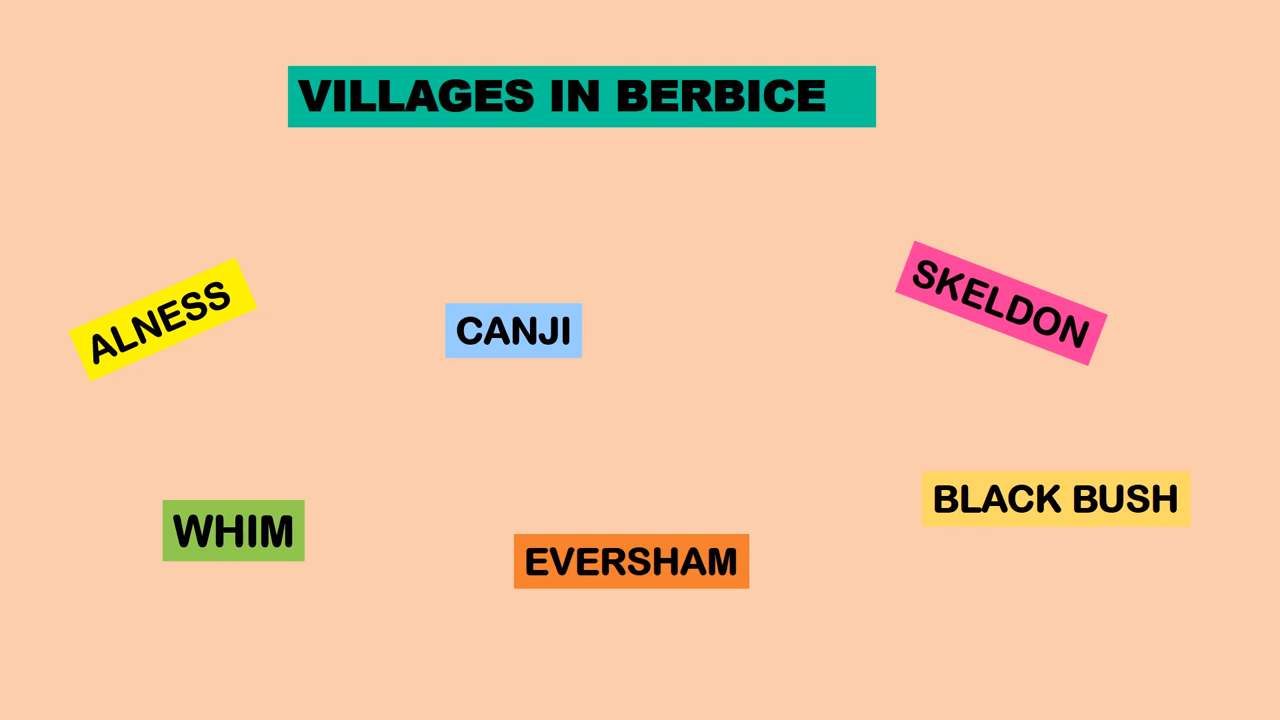 VILLAGES IN BERBICE
ALNESS
CANJI
SKELDON
WHIM
EVERSHAM
BLACK BUSH